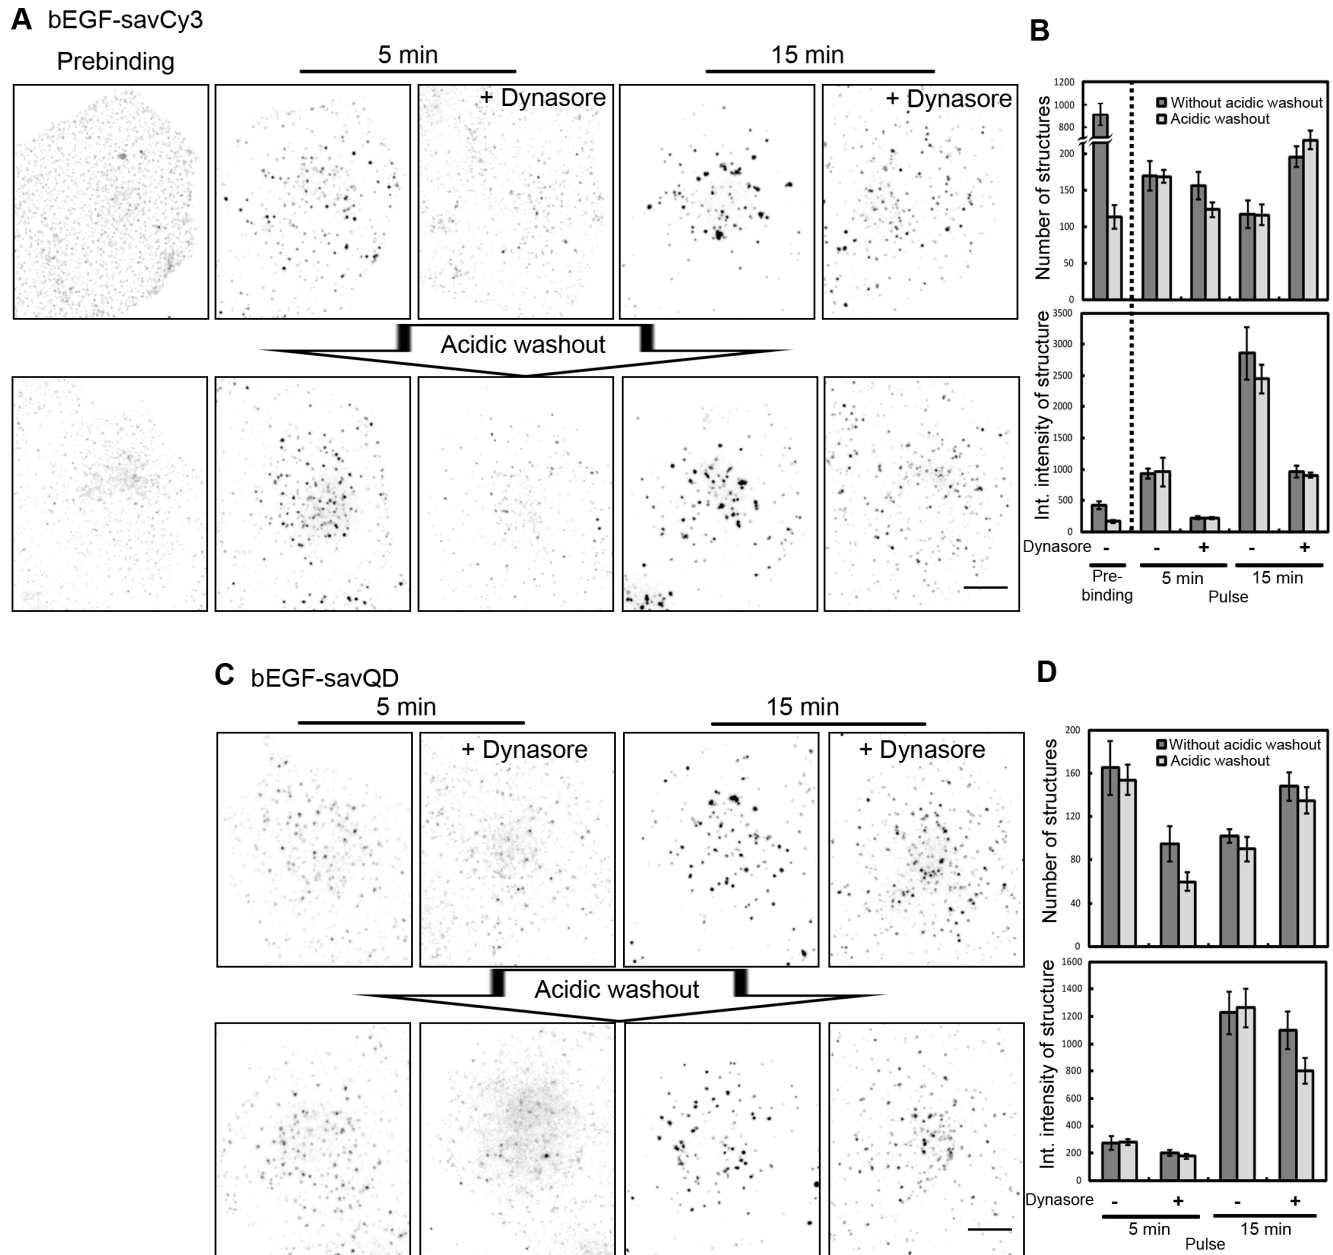 A bEGF-savCy3
Prebinding
5 min
15 min
+ Dynasore
+ Dynasore
Acidic washout
B
Number of structures
1200
1000
800
200
150
100
50
0
Without acidic washout
Acidic washout
Int. intensity of structure
3500
3000
2500
2000
1500
1000
500
0
Dynasore - - + - +
Pre-
binding
5 min
15 min
Pulse
C bEGF-savQD
5 min
15 min
+ Dynasore
+ Dynasore
Acidic washout
D
Number of structures
200
160
120
80
40
0
Without acidic washout
Acidic washout
Int. intensity of structure
1600
1400
1200
1000
800
600
400
200
0
Dynasore - + - +
5 min
15 min
Pulse